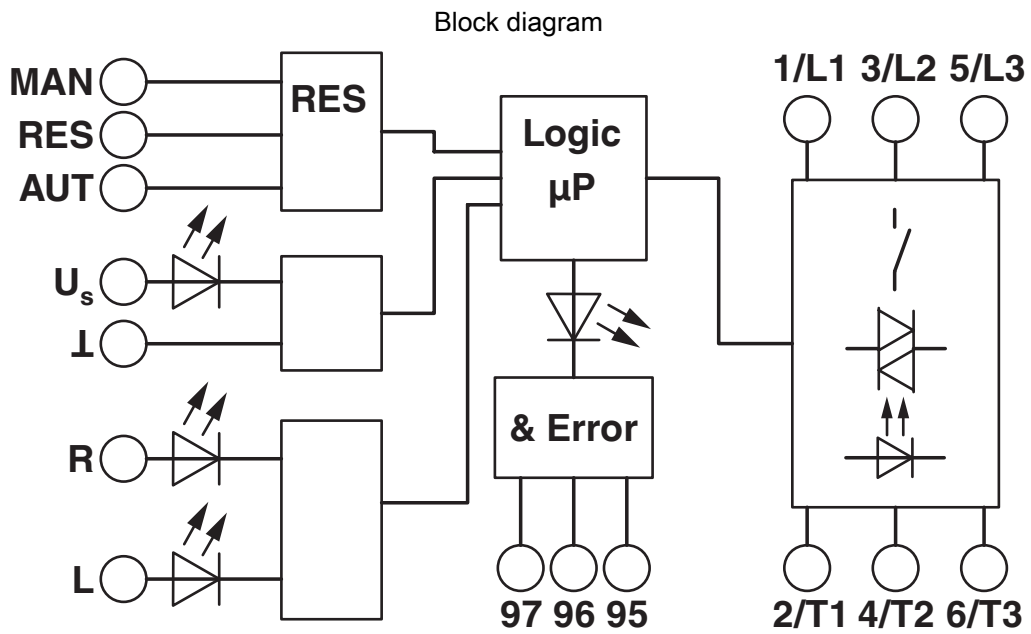 Block diagram
MAN
RES
AUT
RES
Us
⊥
R
L
Logic
µP
& Error
97 96 95
1/L1 3/L2 5/L3
2/T1 4/T2 6/T3